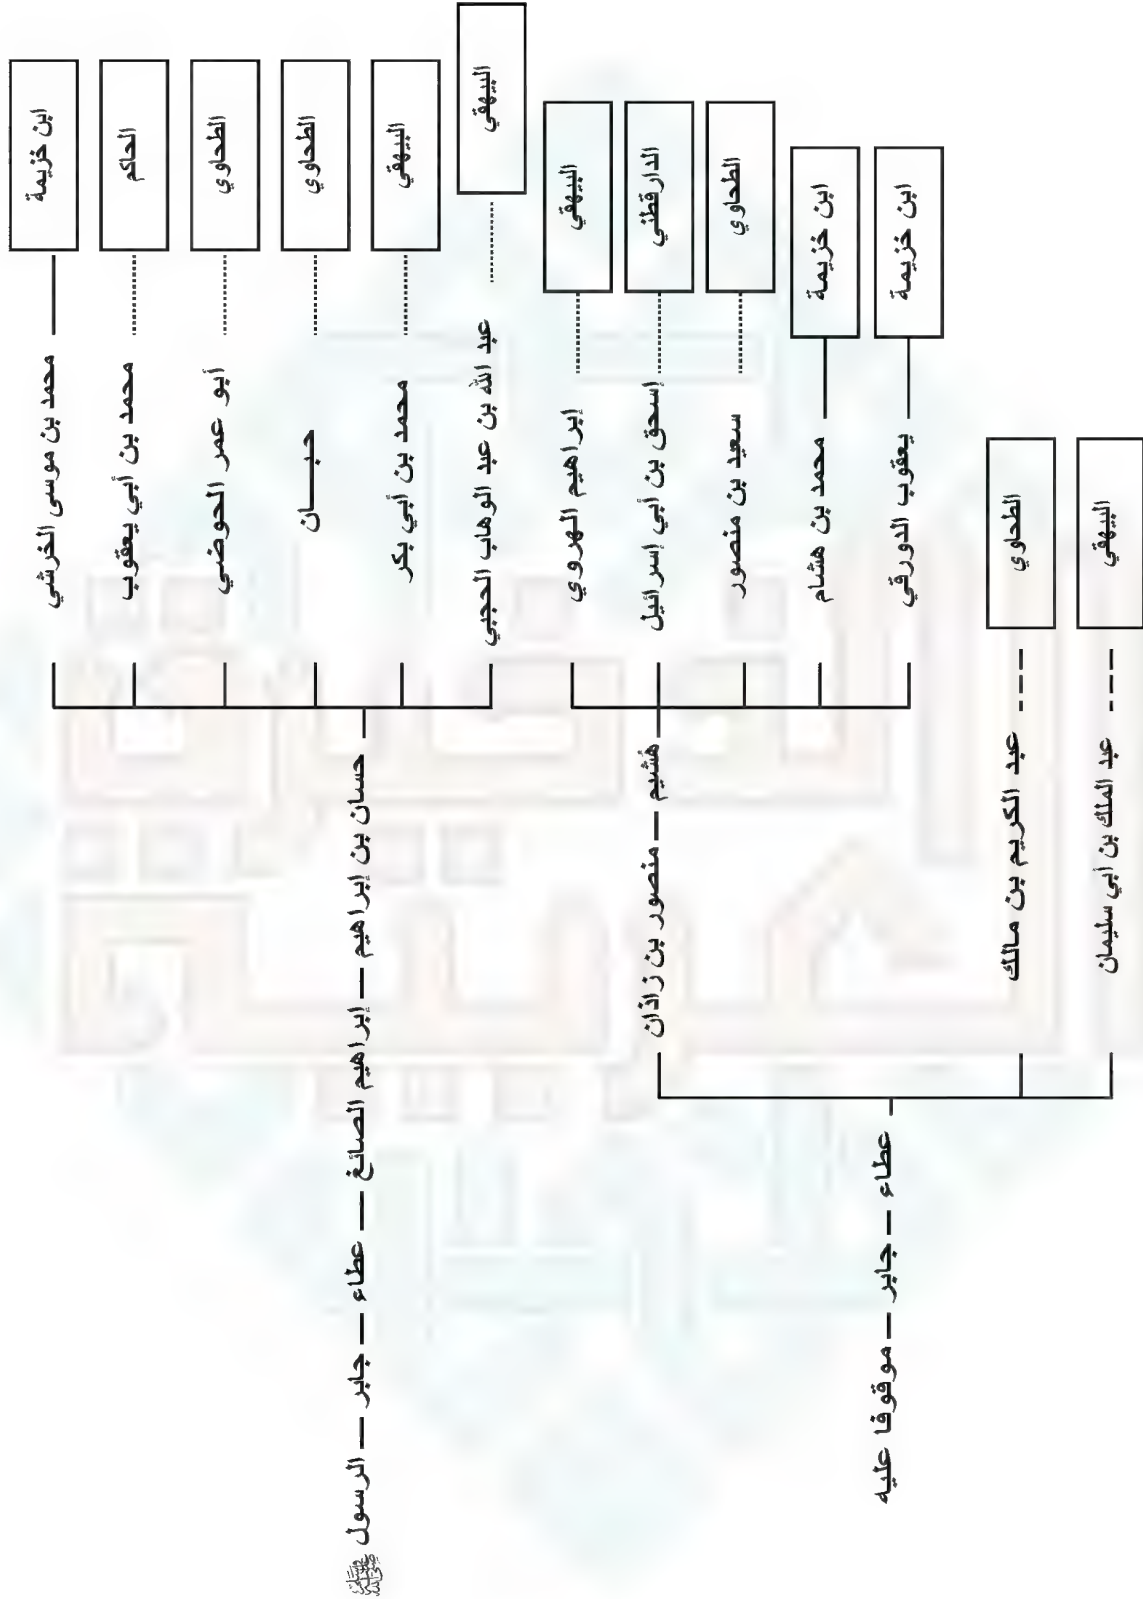 الرسول ﷺ — جابر — عطاء — إبراهيم الصائغ — حسان بن إبراهيم
محمد بن موسى الخرشي — ابن خزيمة
محمد بن أبي يعقوب الحاكم
أبو عمر الحوضي الطحاوي
حبـــان الطحاوي
محمد بن أبي بكر البيهقي
عبد الله بن عبد الوهاب الحجبي البيهقي
موقوفا عليه — جابر — عطاء
منصور بن زاذان — هُشيم
إبراهيم الهروي البيهقي
إسحق بن أبي إسرائيل الدارقطني
سعيد بن منصور الطحاوي
محمد بن هشام — ابن خزيمة
يعقوب الدورقي — ابن خزيمة
عبد الكريم بن مالك الطحاوي
عبد الملك بن أبي سليمان البيهقي